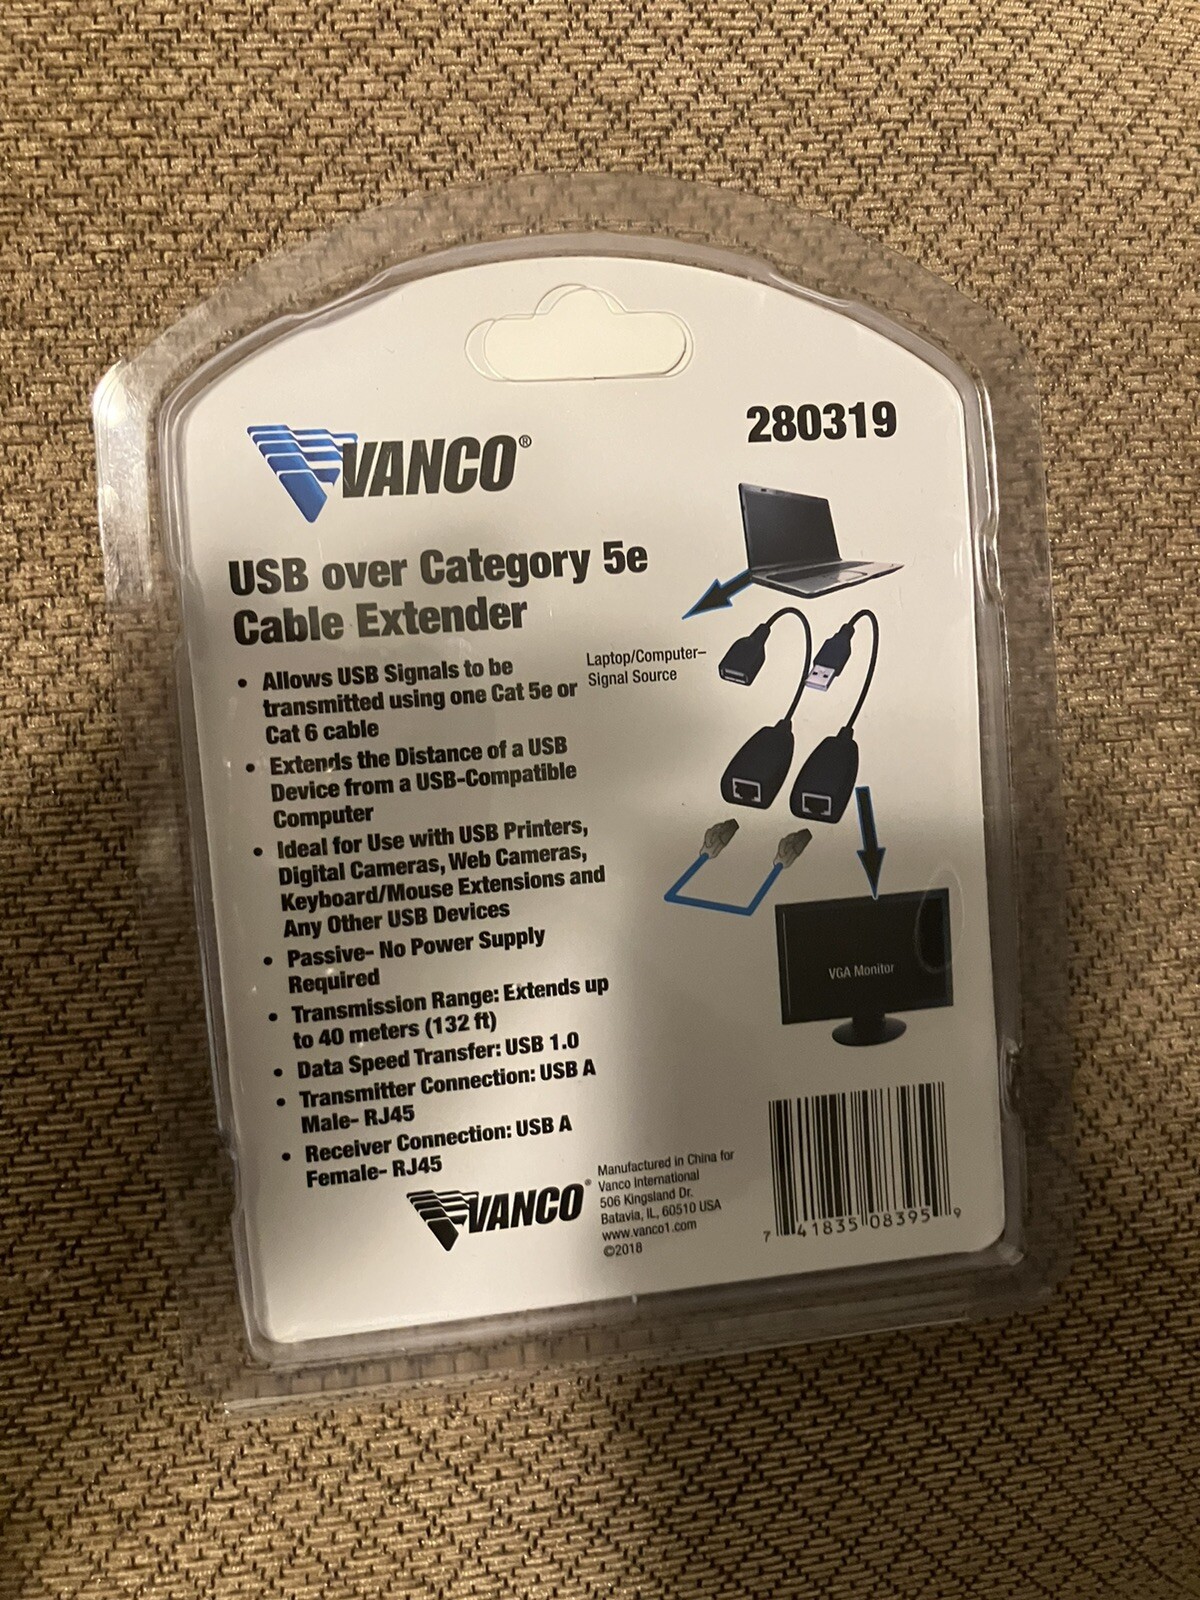 VANCO®
280319
USB over Category 5e
Cable Extender
• Allows USB Signals to be
transmitted using one Cat 5e or
Cat 6 cable
• Extends the Distance of a USB
Device from a USB-Compatible
Computer
• Ideal for Use with USB Printers,
Digital Cameras, Web Cameras,
Keyboard/Mouse Extensions and
Any Other USB Devices
• Passive- No Power Supply
Required
• Transmission Range: Extends up
to 40 meters (132 ft)
• Data Speed Transfer: USB 1.0
• Transmitter Connection: USB A
Male- RJ45
• Receiver Connection: USB A
Female- RJ45
Laptop/Computer–
Signal Source
VGA Monitor
VANCO®
Manufactured in China for
Vanco International
506 Kingsland Dr.
Batavia, IL, 60510 USA
www.vanco1.com
©2018
7 41835 08395 9